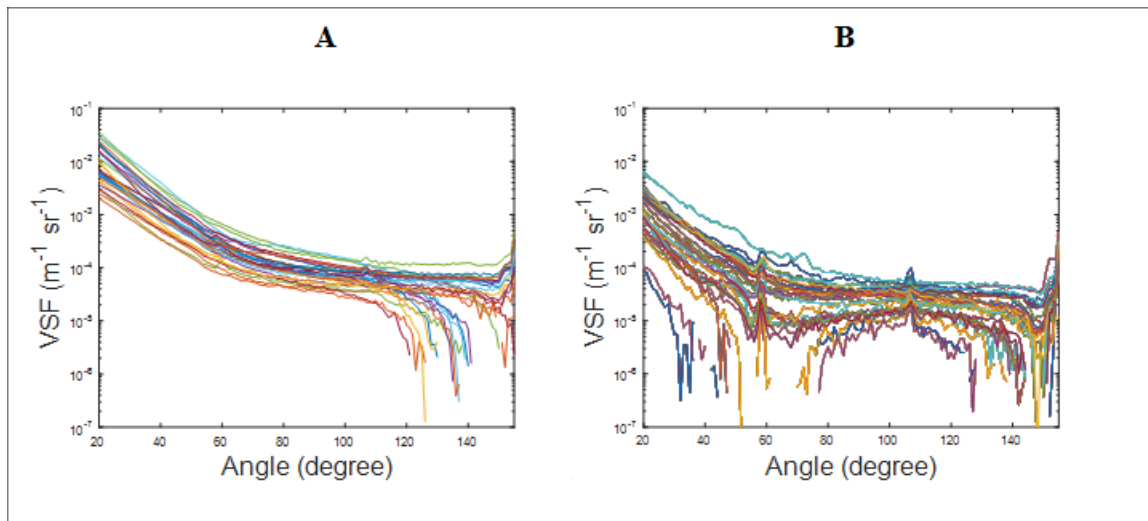 A B
10⁻¹ 10⁻¹
10⁻² 10⁻²
10⁻³ 10⁻³
10⁻⁴ 10⁻⁴
10⁻⁵ 10⁻⁵
10⁻⁶ 10⁻⁶
10⁻⁷ 10⁻⁷
VSF (m⁻¹ sr⁻¹) VSF (m⁻¹ sr⁻¹)
20 40 60 80 100 120 140 20 40 60 80 100 120 140
Angle (degree) Angle (degree)